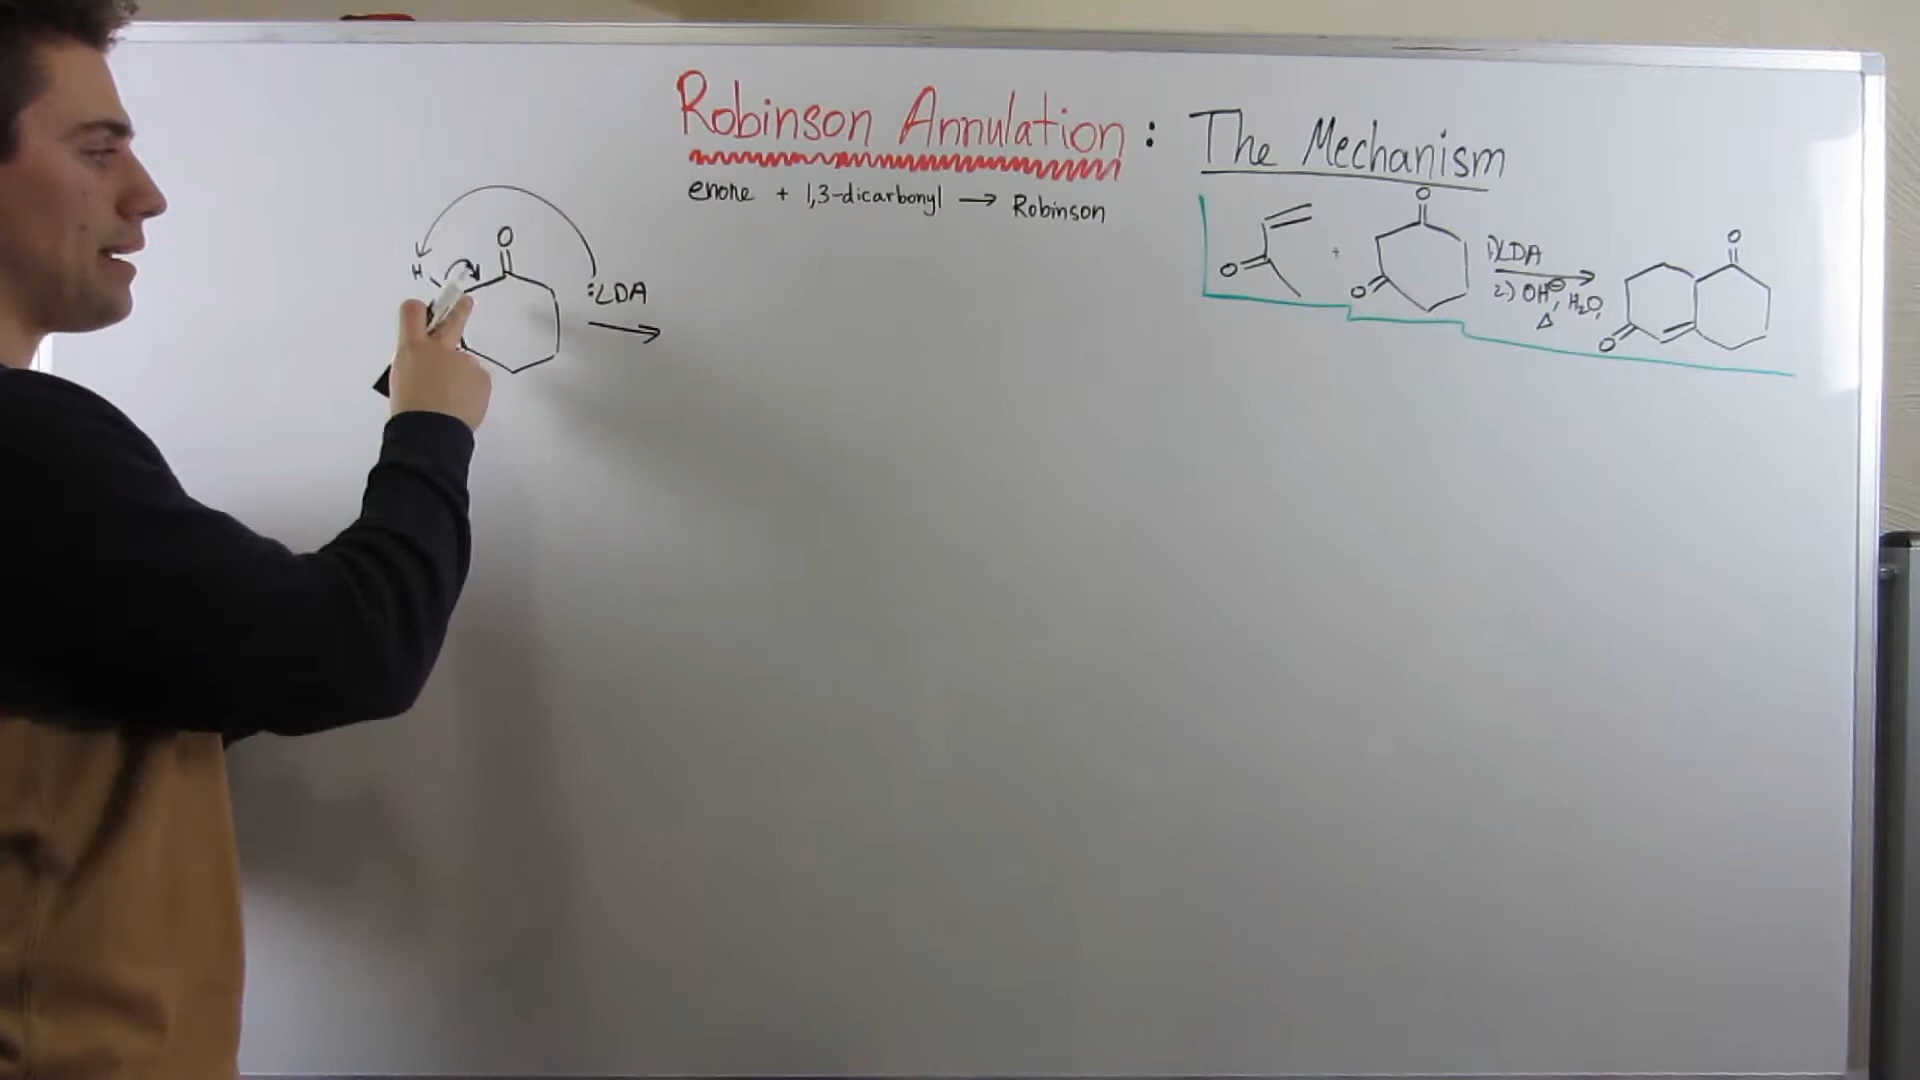 Robinson Annulation : The Mechanism
enone + 1,3-dicarbonyl → Robinson
O
H
:LDA
O
+
O
O
1) LDA
2) OH⊖, H₂O,
Δ
O
O